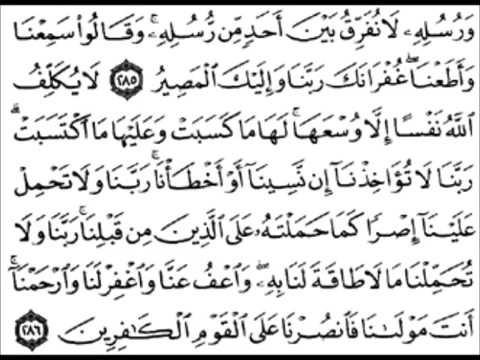 وَرُسُلِهِۦ لَا نُفَرِّقُ بَيْنَ أَحَدٍ مِّن رُّسُلِهِۦ ۚ وَقَالُوا۟ سَمِعْنَا
وَأَطَعْنَا ۖ غُفْرَانَكَ رَبَّنَا وَإِلَيْكَ ٱلْمَصِيرُ ٢٨٥ لَا يُكَلِّفُ
ٱللَّهُ نَفْسًا إِلَّا وُسْعَهَا ۚ لَهَا مَا كَسَبَتْ وَعَلَيْهَا مَا ٱكْتَسَبَتْ ۗ
رَبَّنَا لَا تُؤَاخِذْنَآ إِن نَّسِينَآ أَوْ أَخْطَأْنَا ۚ رَبَّنَا وَلَا تَحْمِلْ
عَلَيْنَآ إِصْرًا كَمَا حَمَلْتَهُۥ عَلَى ٱلَّذِينَ مِن قَبْلِنَا ۚ رَبَّنَا وَلَا
تُحَمِّلْنَا مَا لَا طَاقَةَ لَنَا بِهِۦ ۖ وَٱعْفُ عَنَّا وَٱغْفِرْ لَنَا وَٱرْحَمْنَآ ۚ
أَنتَ مَوْلَىٰنَا فَٱنصُرْنَا عَلَى ٱلْقَوْمِ ٱلْكَـٰفِرِينَ ٢٨٦